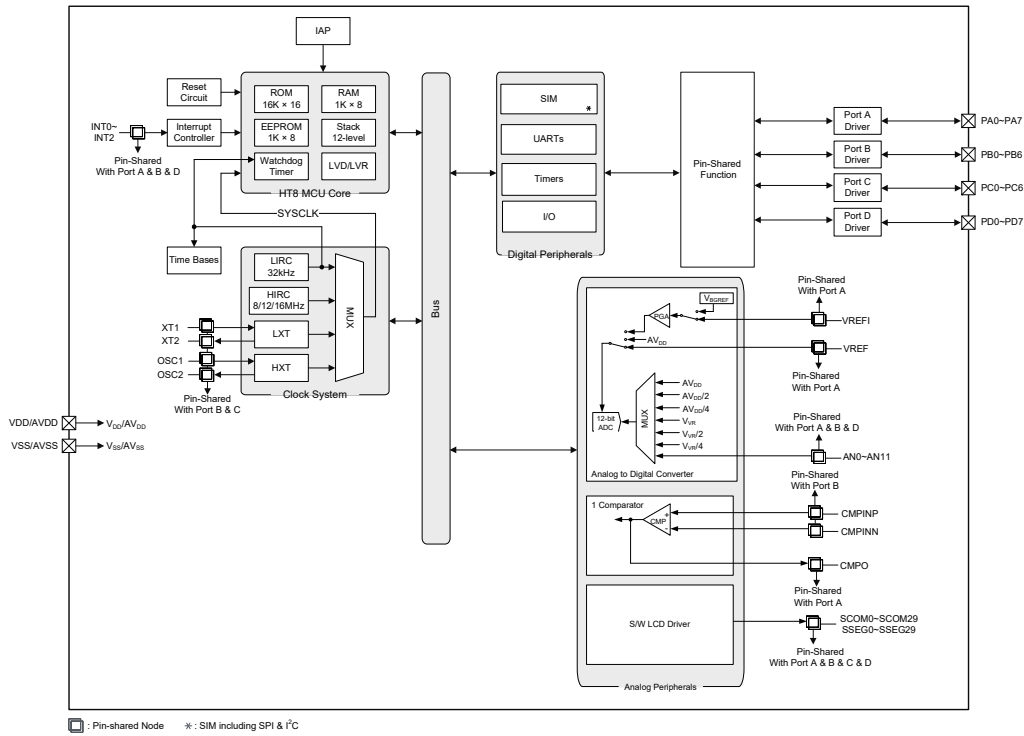 IAP
Reset
Circuit
ROM
16K × 16
RAM
1K × 8
INT0~
INT2
Interrupt
Controller
EEPROM
1K × 8
Stack
12-level
Pin-Shared
With Port A & B & D
Watchdog
Timer
LVD/LVR
HT8 MCU Core
SYSCLK
Time Bases
LIRC
32kHz
HIRC
8/12/16MHz
MUX
XT1
XT2
LXT
OSC1
OSC2
HXT
Pin-Shared
With Port B & C
Clock System
VDD/AVDD
VDD/AVDD
VSS/AVSS
VSS/AVSS
Bus
SIM
*
UARTs
Timers
I/O
Digital Peripherals
Pin-Shared
Function
Port A
Driver
PA0~PA7
Port B
Driver
PB0~PB6
Port C
Driver
PC0~PC6
Port D
Driver
PD0~PD7
Pin-Shared
With Port A
VBGREF
PGA
VREFI
AVDD
VREF
Pin-Shared
With Port A
12-bit
ADC
MUX
AVDD
AVDD/2
AVDD/4
VVR
VVR/2
VVR/4
Pin-Shared
With Port A & B & D
AN0~AN11
Analog to Digital Converter
Pin-Shared
With Port B
1 Comparator
CMP
+
-
CMPINP
CMPINN
CMPO
Pin-Shared
With Port A
S/W LCD Driver
SCOM0~SCOM29
SSEG0~SSEG29
Pin-Shared
With Port A & B & C & D
Analog Peripherals
: Pin-shared Node
* : SIM including SPI & I²C